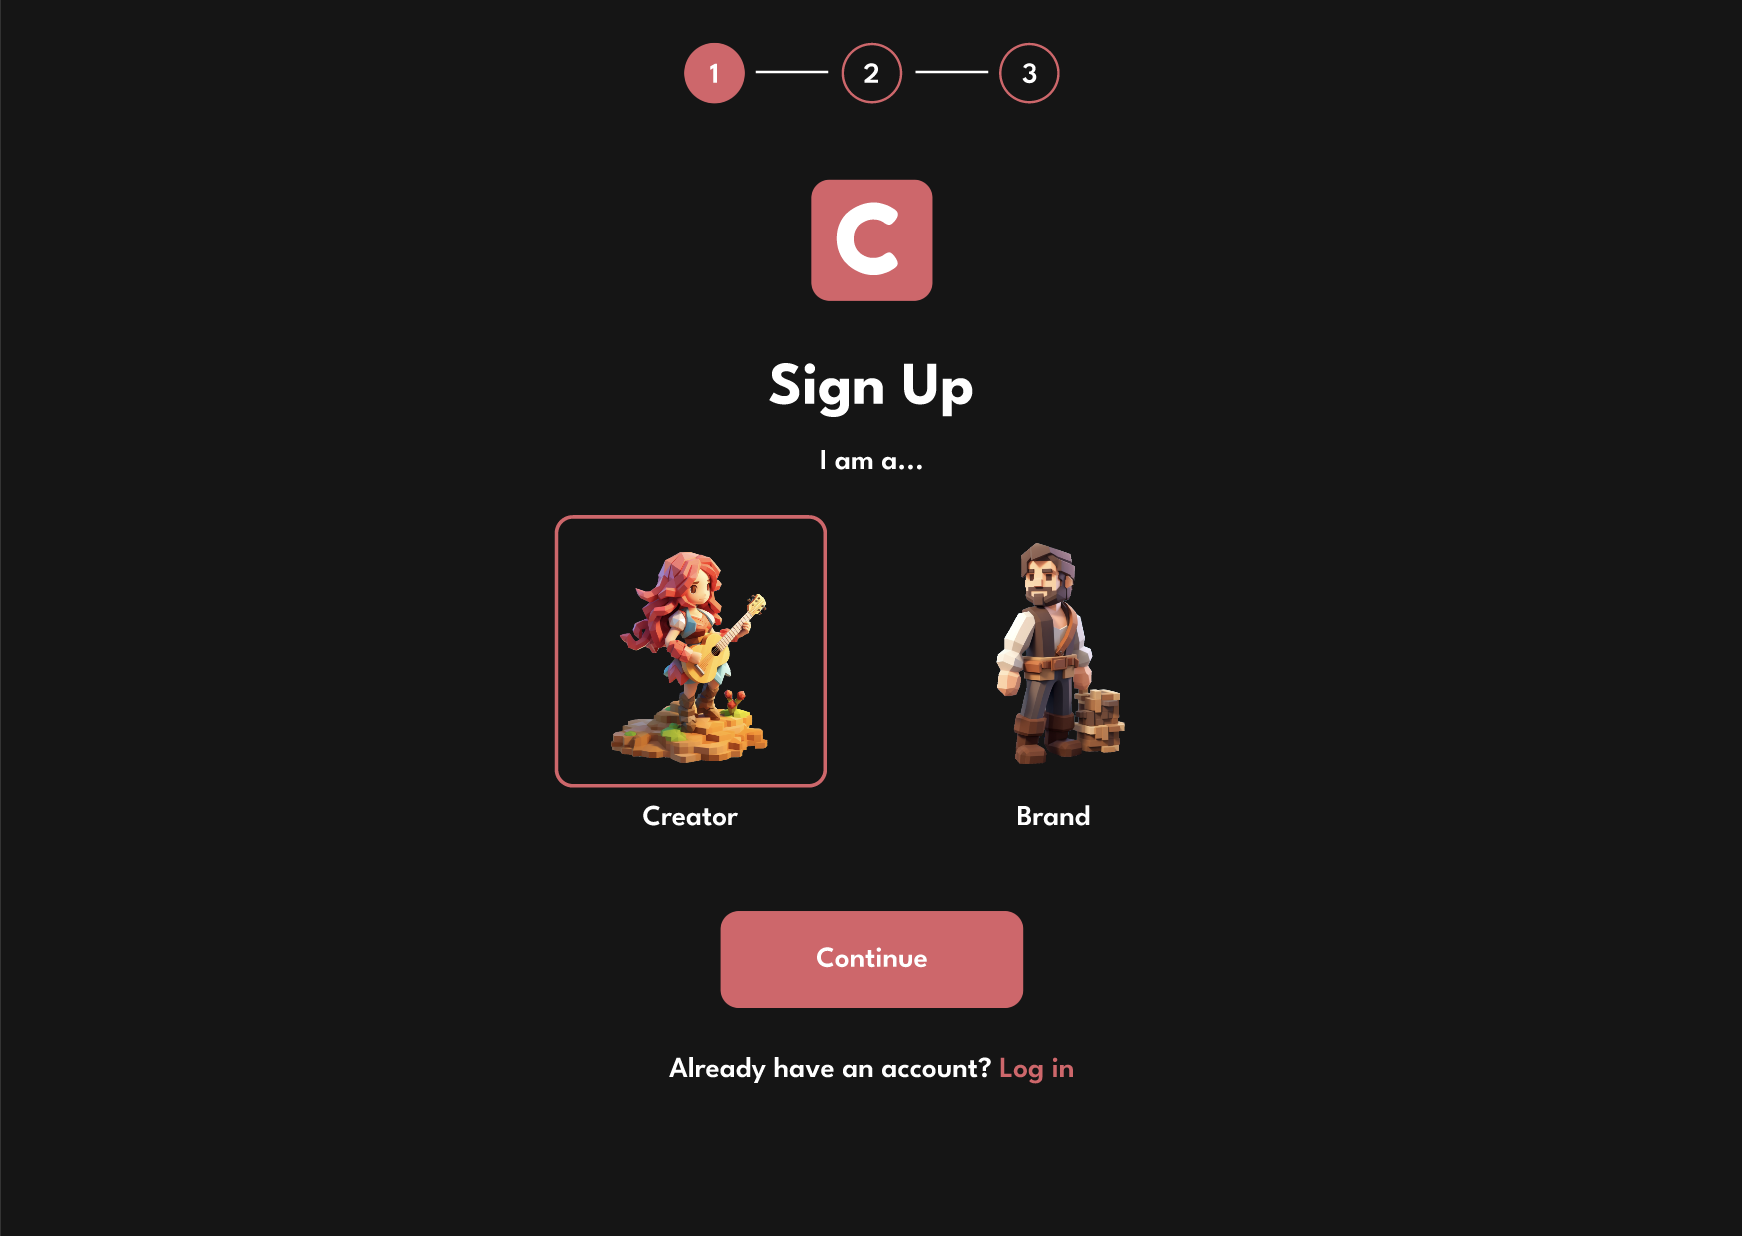 1 2 3
C
Sign Up
I am a...
Creator Brand
Continue
Already have an account? Log in